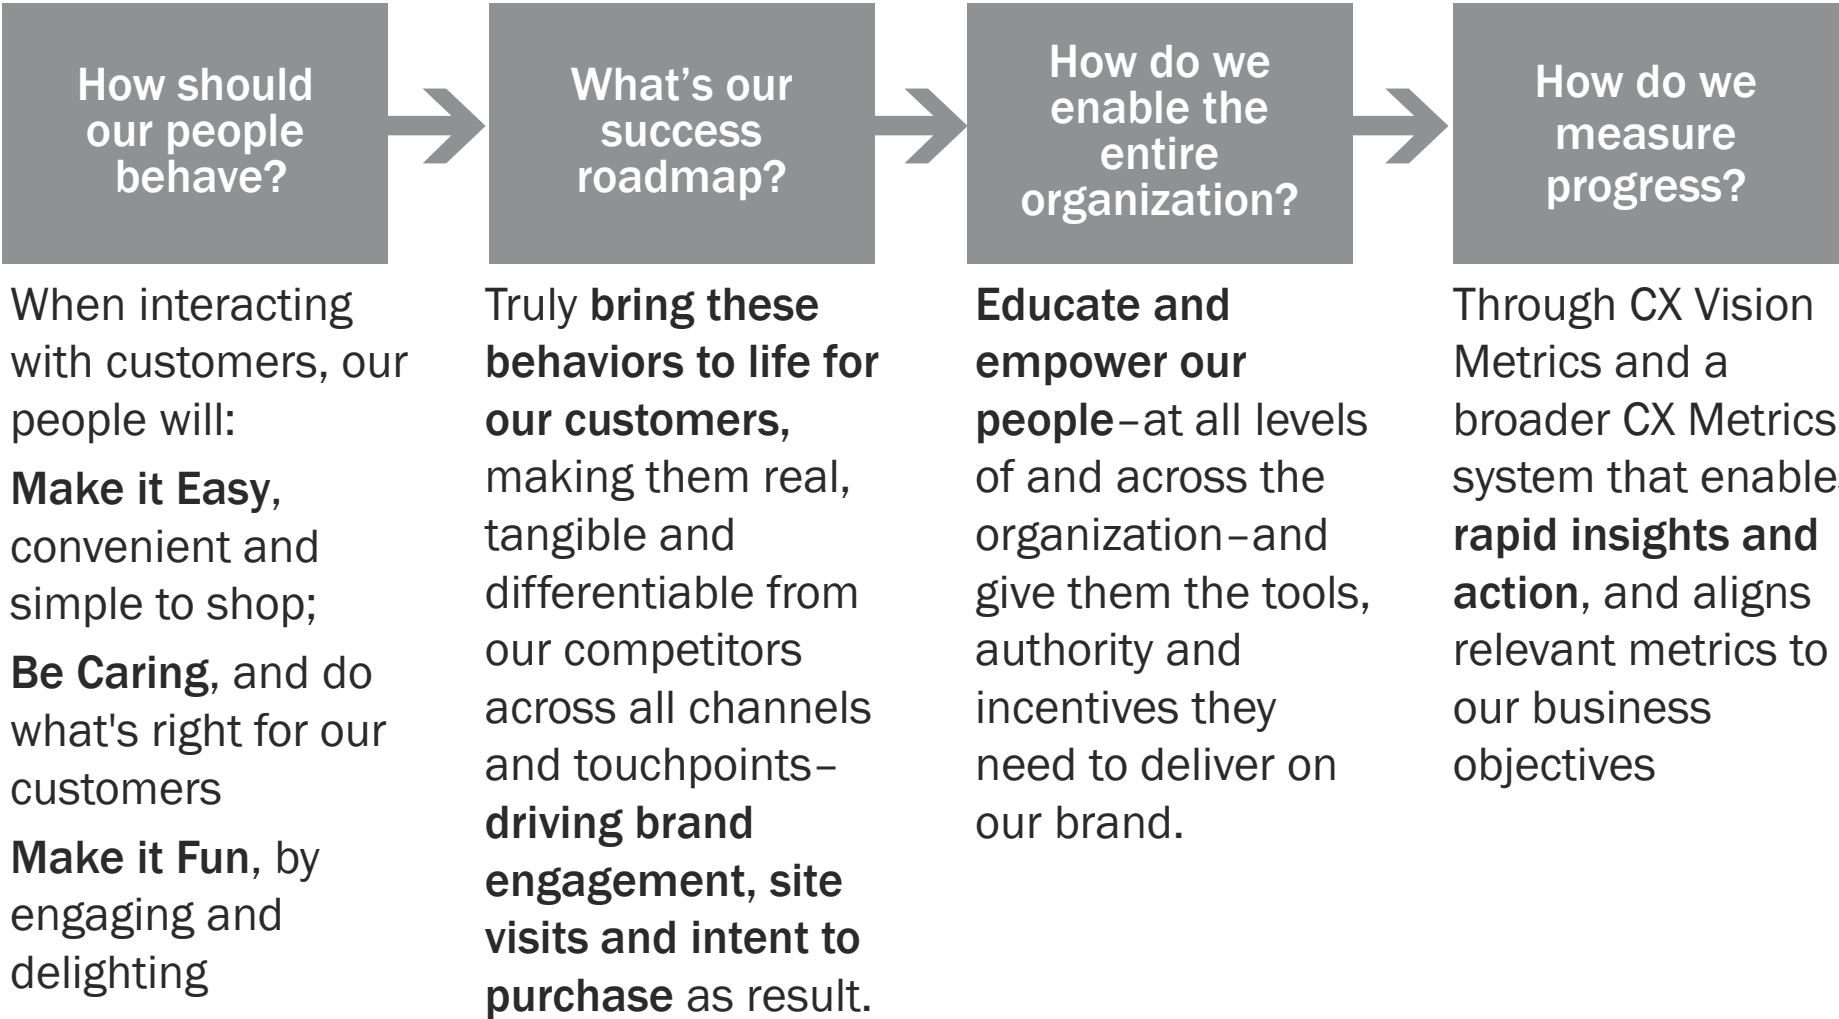 How should
our people
behave?
What's our
success
roadmap?
How do we
enable the
entire
organization?
How do we
measure
progress?
When interacting
with customers, our
people will:
Make it Easy,
convenient and
simple to shop;
Be Caring, and do
what's right for our
customers
Make it Fun, by
engaging and
delighting
Truly bring these
behaviors to life for
our customers,
making them real,
tangible and
differentiable from
our competitors
across all channels
and touchpoints–
driving brand
engagement, site
visits and intent to
purchase as result.
Educate and
empower our
people–at all levels
of and across the
organization–and
give them the tools,
authority and
incentives they
need to deliver on
our brand.
Through CX Vision
Metrics and a
broader CX Metrics
system that enables
rapid insights and
action, and aligns
relevant metrics to
our business
objectives